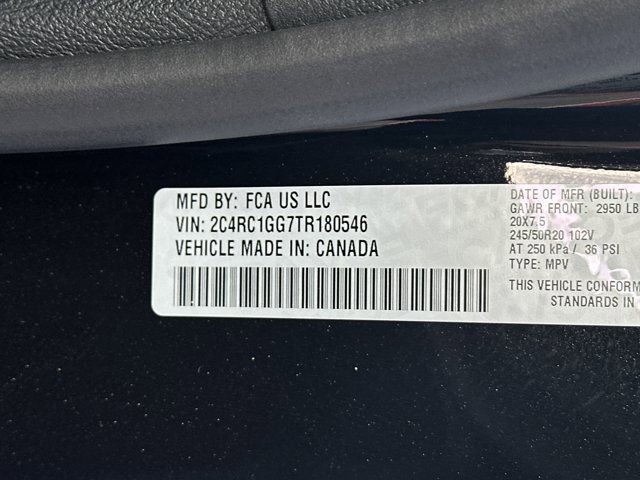 MFD BY: FCA US LLC
VIN: 2C4RC1GG7TR180546
VEHICLE MADE IN: CANADA
DATE OF MFR (BUILT):
GAWR FRONT: 2950 LB
20X7.5
245/50R20 102V
AT 250 kPa / 36 PSI
TYPE: MPV
THIS VEHICLE CONFORM
STANDARDS IN